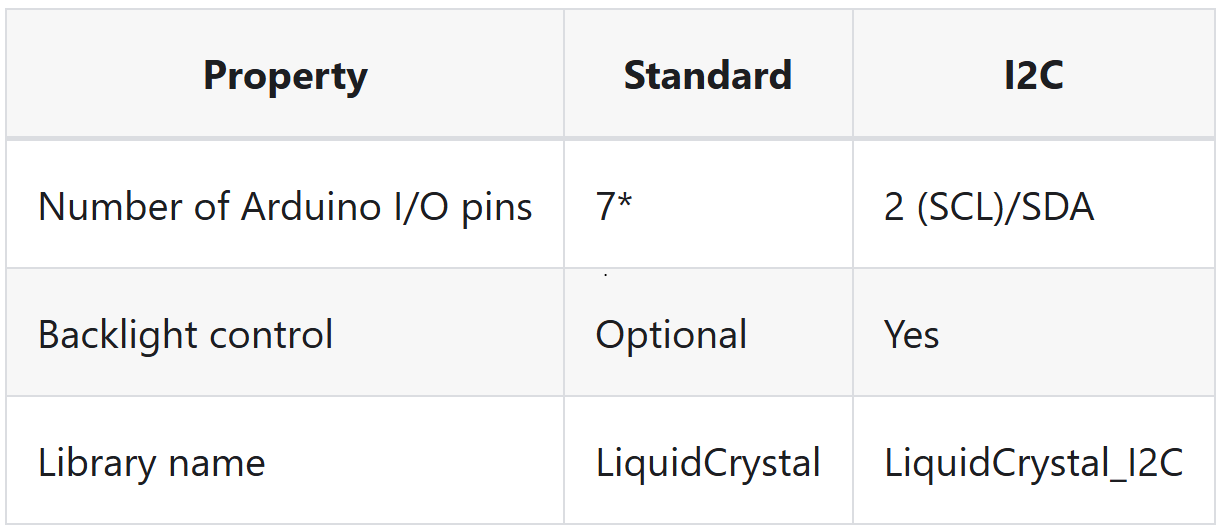 Property Standard I2C
Number of Arduino I/O pins 7* 2 (SCL)/SDA
Backlight control Optional Yes
Library name LiquidCrystal LiquidCrystal_I2C